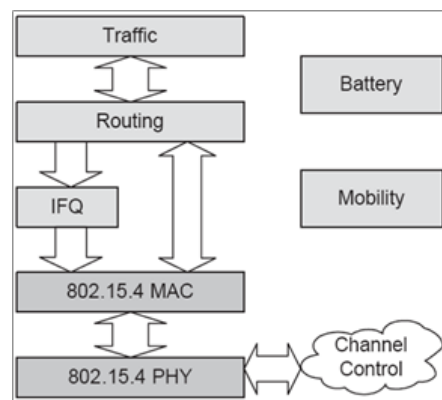 Traffic
Battery
Routing
Mobility
IFQ
802.15.4 MAC
Channel
Control
802.15.4 PHY